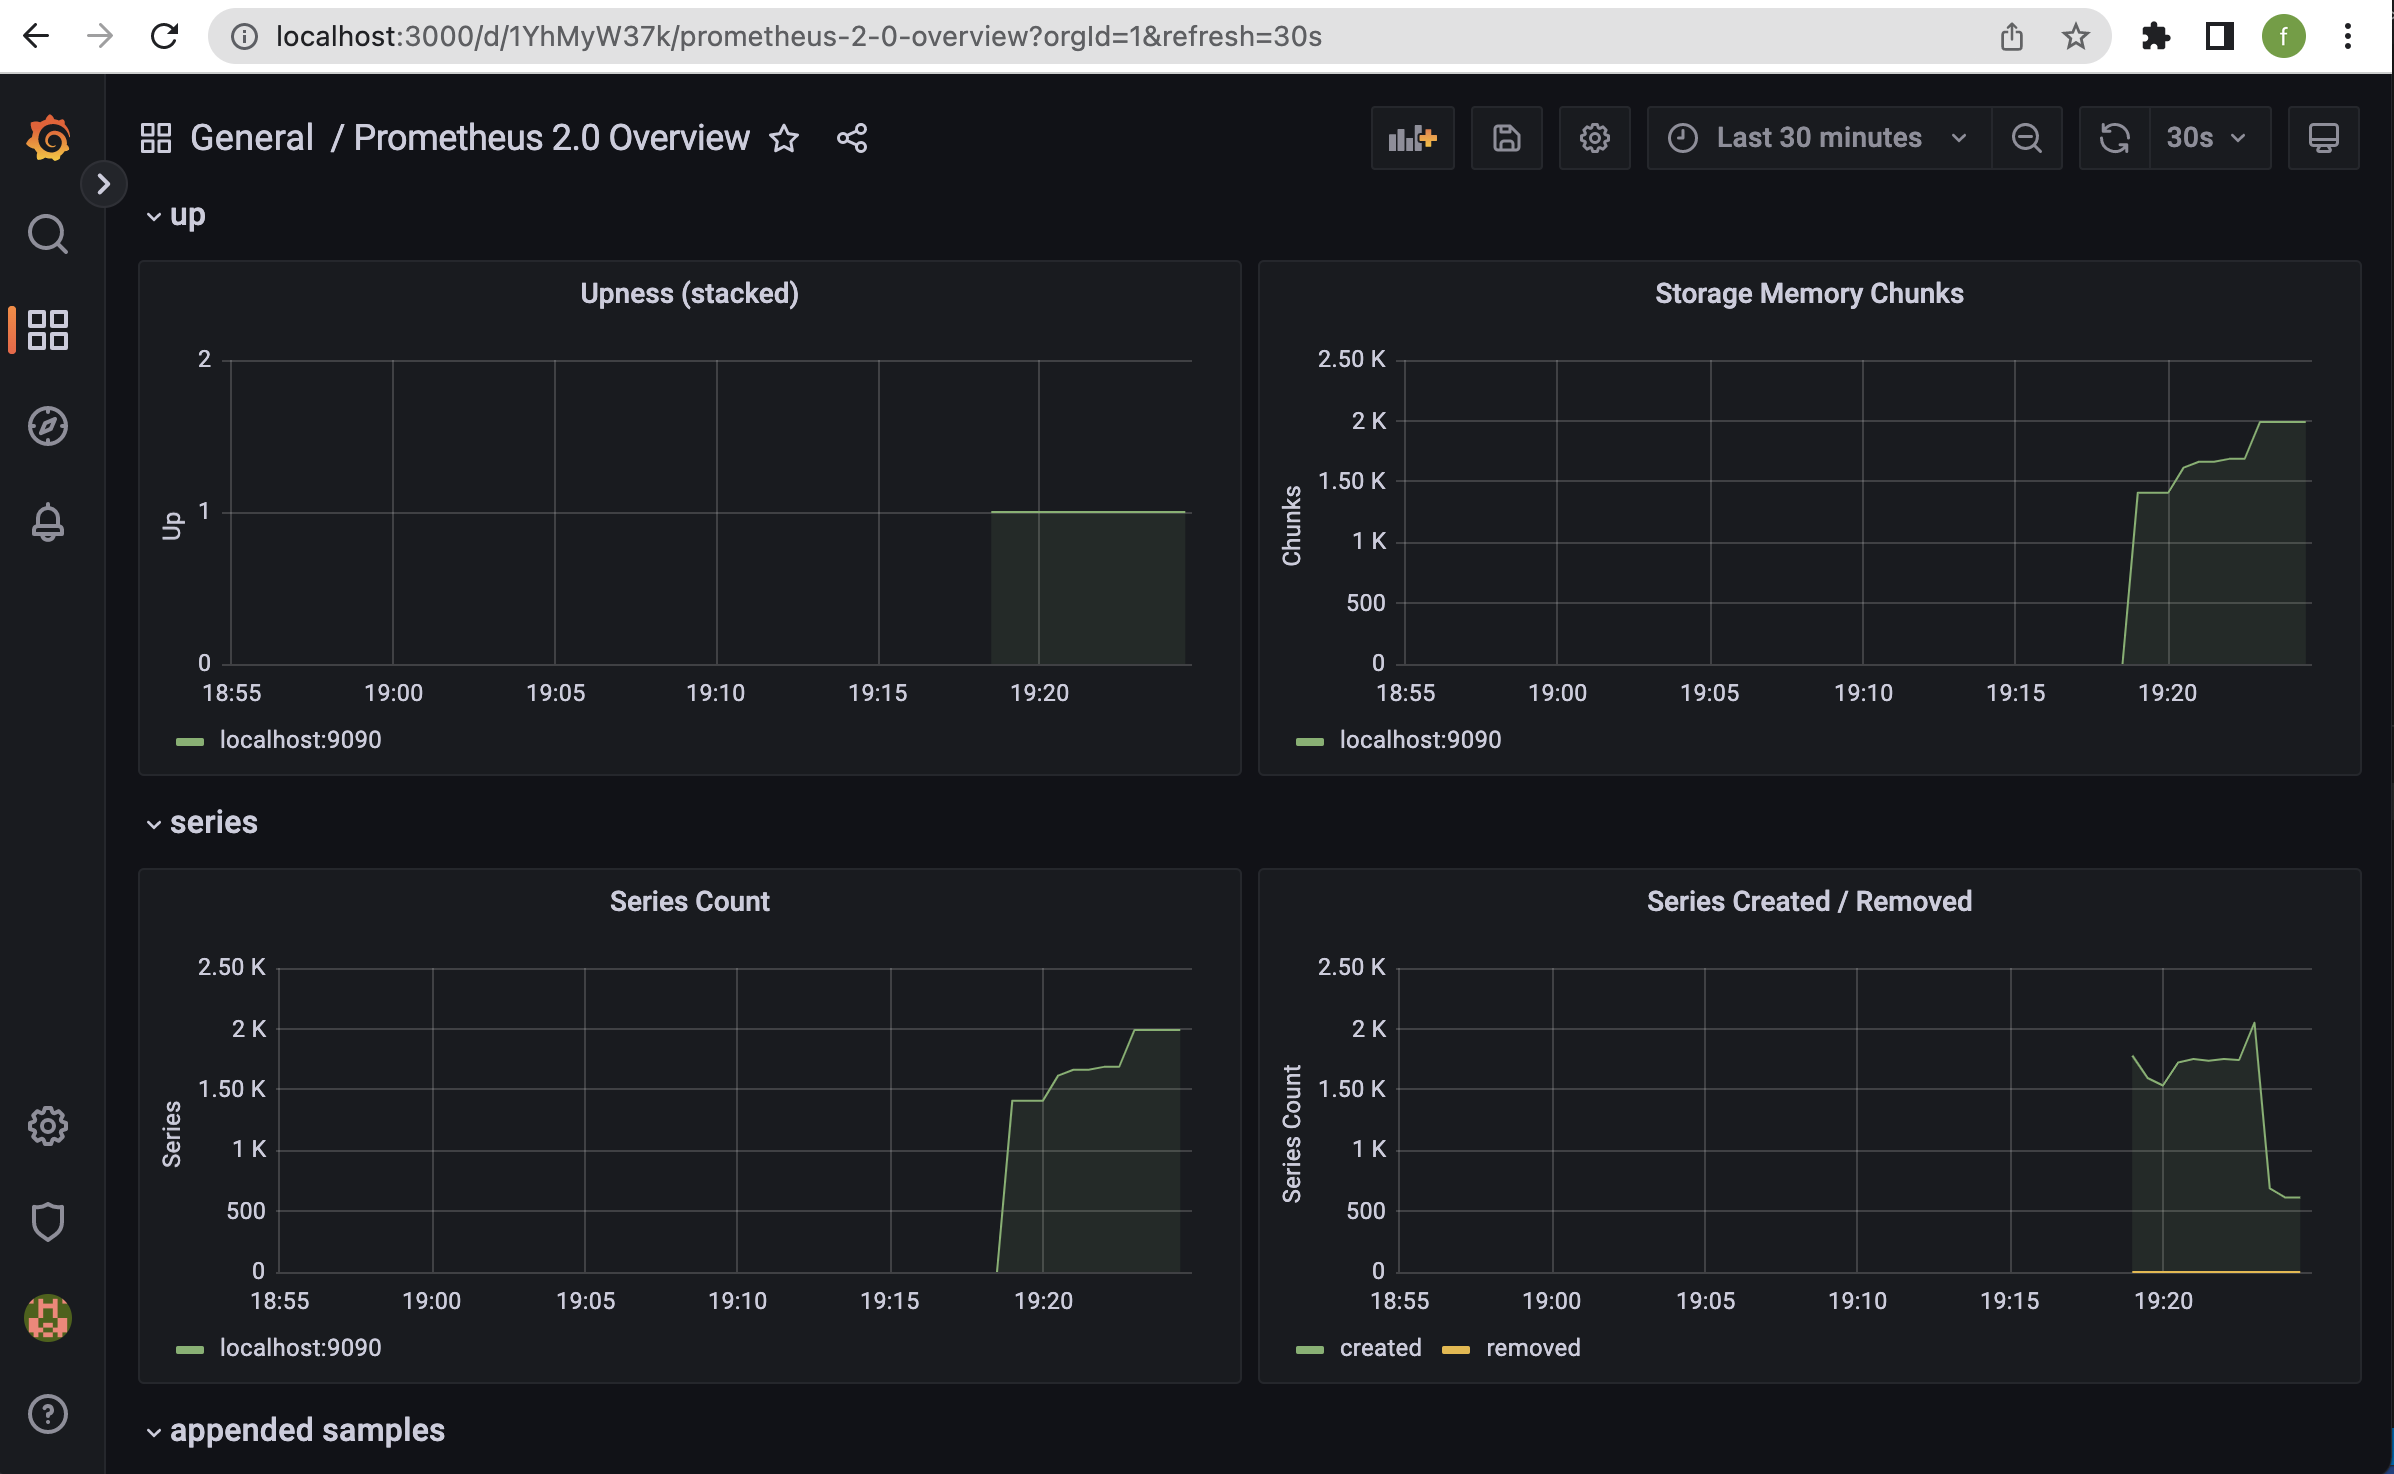 localhost:3000/d/1YhMyW37k/prometheus-2-0-overview?orgId=1&refresh=30s
f
General / Prometheus 2.0 Overview
Last 30 minutes
30s
up
Upness (stacked)
2
1
0
Up
18:55 19:00 19:05 19:10 19:15 19:20
localhost:9090
Storage Memory Chunks
2.50 K
2 K
1.50 K
1 K
500
0
Chunks
18:55 19:00 19:05 19:10 19:15 19:20
localhost:9090
series
Series Count
2.50 K
2 K
1.50 K
1 K
500
0
Series
18:55 19:00 19:05 19:10 19:15 19:20
localhost:9090
Series Created / Removed
2.50 K
2 K
1.50 K
1 K
500
0
Series Count
18:55 19:00 19:05 19:10 19:15 19:20
created removed
appended samples